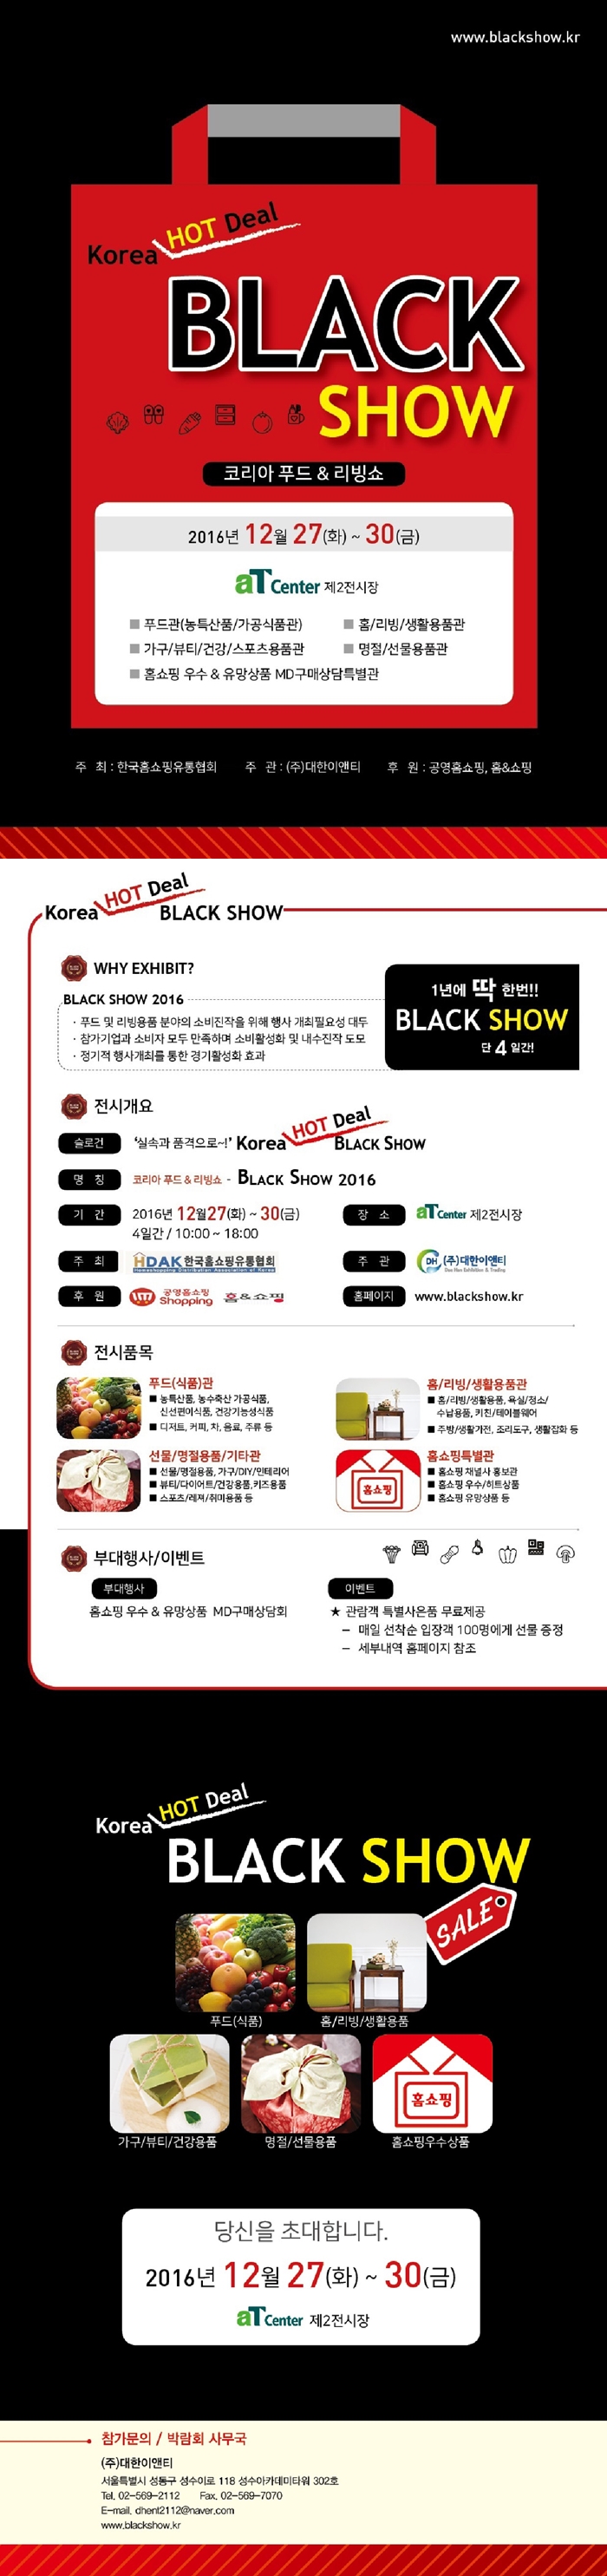 www.blackshow.kr
Korea HOT Deal
BLACK
SHOW
코리아 푸드 & 리빙쇼
2016년 12월 27(화) ~ 30(금)
aT Center 제2전시장
■ 푸드관(농특산품/가공식품관) ■ 홈/리빙/생활용품관
■ 가구/뷰티/건강/스포츠용품관 ■ 명절/선물용품관
■ 홈쇼핑 우수 & 유망상품 MD구매상담특별관
주 최 : 한국홈쇼핑유통협회 주 관 : (주)대한이앤티 후 원 : 공영홈쇼핑, 홈&쇼핑
Korea HOT Deal BLACK SHOW
WHY EXHIBIT?
BLACK SHOW 2016
· 푸드 및 리빙용품 분야의 소비진작을 위해 행사 개최필요성 대두
· 참가기업과 소비자 모두 만족하며 소비활성화 및 내수진작 도모
· 정기적 행사개최를 통한 경기활성화 효과
1년에 딱 한번!!
BLACK SHOW
단 4 일간!
전시개요
슬로건 '실속과 품격으로~!' Korea HOT Deal BLACK SHOW
명 칭 코리아 푸드 & 리빙쇼 - BLACK SHOW 2016
기 간 2016년 12월27(화) ~ 30(금)
4일간 / 10:00 ~ 18:00
장 소 aT Center 제2전시장
주 최 HDAK 한국홈쇼핑유통협회
Homeshopping Distribution Association of Korea
주 관 DH (주)대한이앤티
후 원 공영홈쇼핑
Shopping 홈&쇼핑
홈페이지 www.blackshow.kr
전시품목
푸드(식품)관
■ 농특산품, 농수축산 가공식품,
신선편이식품, 건강기능성식품
■ 디저트, 커피, 차, 음료, 주류 등
홈/리빙/생활용품관
■ 홈/리빙/생활용품, 욕실/청소/
수납용품, 키친/테이블웨어
■ 주방/생활가전, 조리도구, 생활잡화 등
선물/명절용품/기타관
■ 선물/명절용품, 가구/DIY/인테리어
■ 뷰티/다이어트/건강용품,키즈용품
■ 스포츠/레져/취미용품 등
홈쇼핑
홈쇼핑특별관
■ 홈쇼핑 채널사 홍보관
■ 홈쇼핑 우수/히트상품
■ 홈쇼핑 유망상품 등
부대행사/이벤트
부대행사
홈쇼핑 우수 & 유망상품 MD구매상담회
이벤트
★ 관람객 특별사은품 무료제공
– 매일 선착순 입장객 100명에게 선물 증정
– 세부내역 홈페이지 참조
Korea HOT Deal
BLACK SHOW
SALE
푸드(식품) 홈/리빙/생활용품
홈쇼핑
가구/뷰티/건강용품 명절/선물용품 홈쇼핑우수상품
당신을 초대합니다.
2016년 12월 27(화) ~ 30(금)
aT Center 제2전시장
참가문의 / 박람회 사무국
(주)대한이앤티
서울특별시 성동구 성수이로 118 성수아카데미타워 302호
Tel. 02-569-2112 Fax. 02-569-7070
E-mail. dhent2112@naver.com
www.blackshow.kr